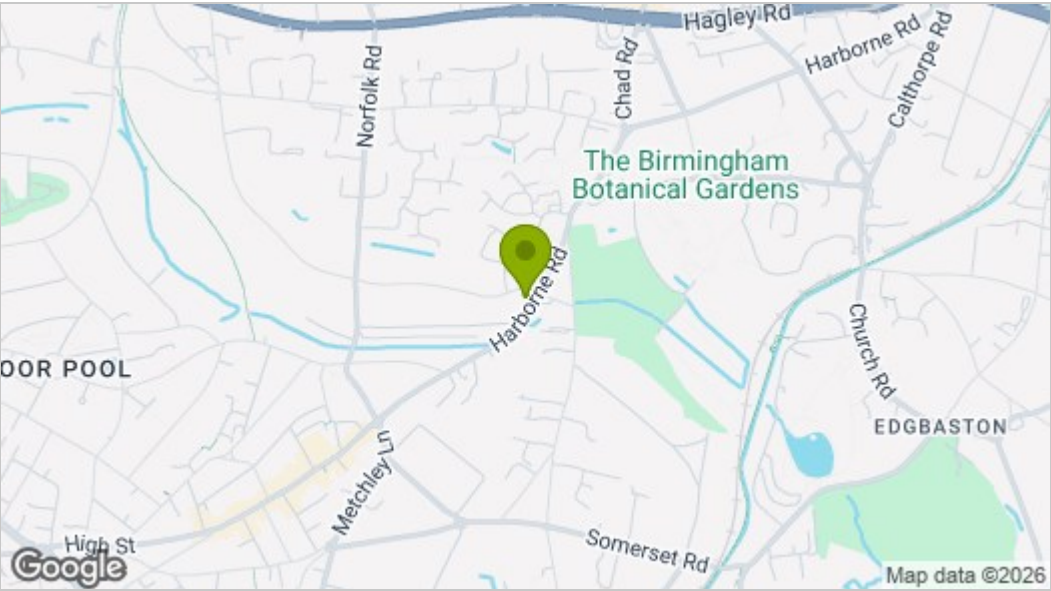 Hagley Rd
Harborne Rd
Calthorpe Rd
Chad Rd
Norfolk Rd
The Birmingham
Botanical Gardens
Harborne Rd
Church Rd
OOR POOL
EDGBASTON
Metchley Ln
High St
Somerset Rd
Google
Map data ©2026